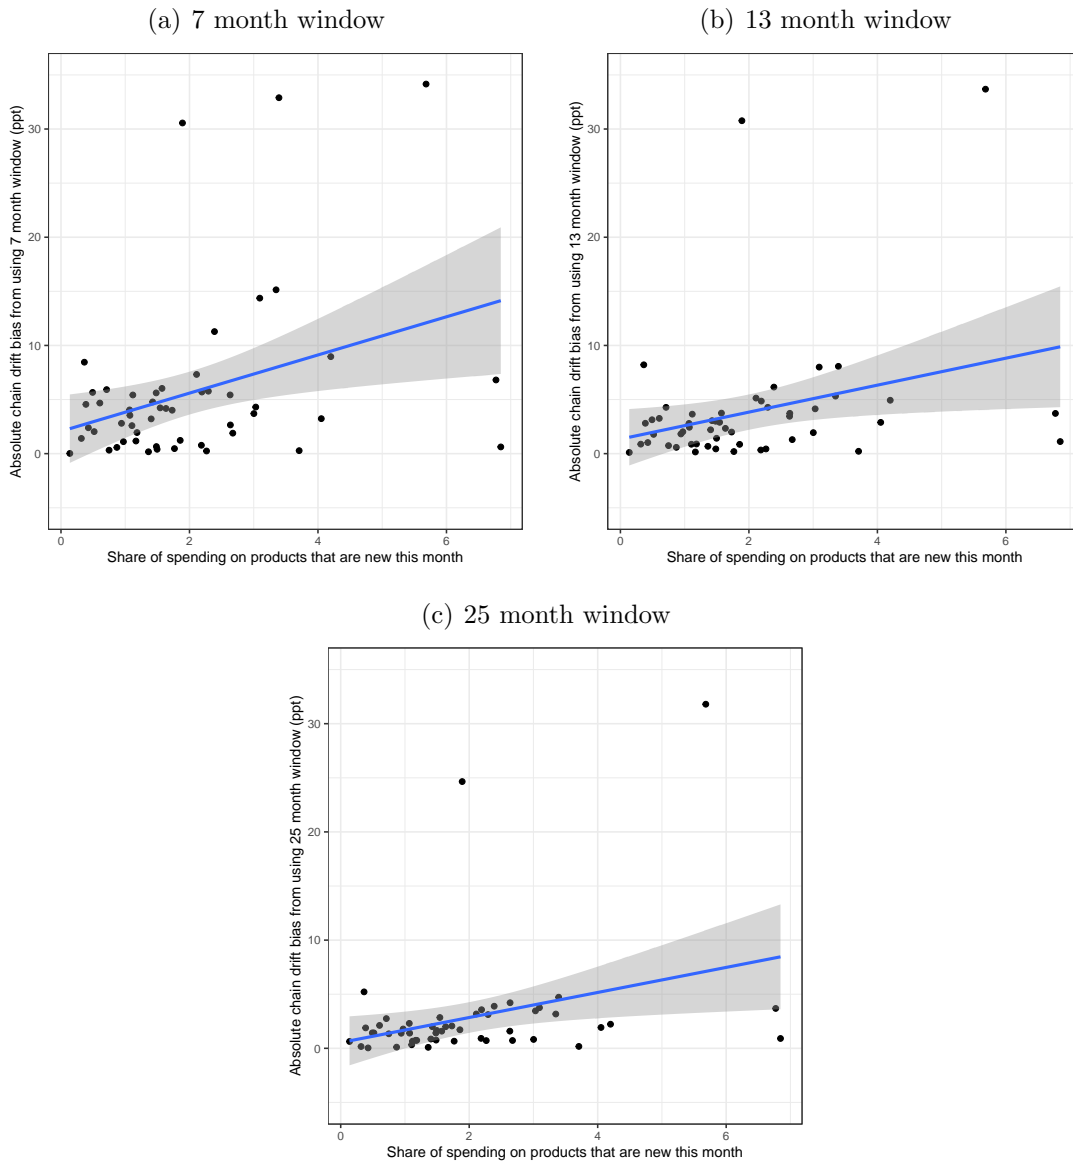 (a) 7 month window
Absolute chain drift bias from using 7 month window (ppt)
30
20
10
0
0 2 4 6
Share of spending on products that are new this month
(b) 13 month window
Absolute chain drift bias from using 13 month window (ppt)
30
20
10
0
0 2 4 6
Share of spending on products that are new this month
(c) 25 month window
Absolute chain drift bias from using 25 month window (ppt)
30
20
10
0
0 2 4 6
Share of spending on products that are new this month